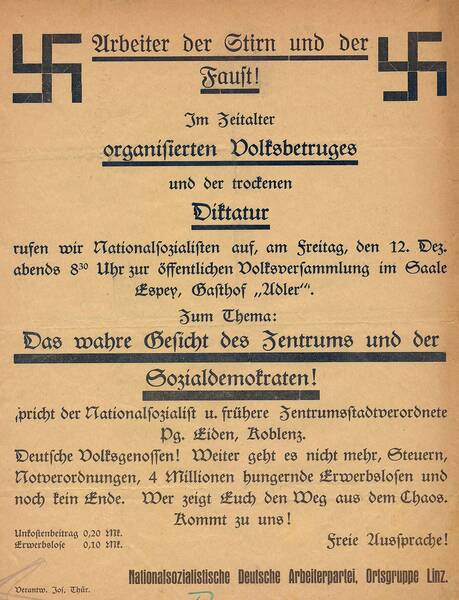 Arbeiter der Stirn und der
Faust!
Im Zeitalter
organisierten Volksbetruges
und der trockenen
Diktatur
rufen wir Nationalsozialisten auf, am Freitag, den 12. Dez.
abends 8³⁰ Uhr zur öffentlichen Volksversammlung im Saale
Espey, Gasthof „Adler“.
Zum Thema:
Das wahre Gesicht des Zentrums und der
Sozialdemokraten!
spricht der Nationalsozialist u. frühere Zentrumsstadtverordnete
Pg. Eiden, Koblenz.
Deutsche Volksgenossen! Weiter geht es nicht mehr, Steuern,
Notverordnungen, 4 Millionen hungernde Erwerbslosen und
noch kein Ende. Wer zeigt Euch den Weg aus dem Chaos.
Kommt zu uns!
Unkostenbeitrag 0,20 Mk.
Erwerbslose 0,10 Mk.
Freie Aussprache!
Nationalsozialistische Deutsche Arbeiterpartei, Ortsgruppe Linz.
Verantw. Jos. Thür.